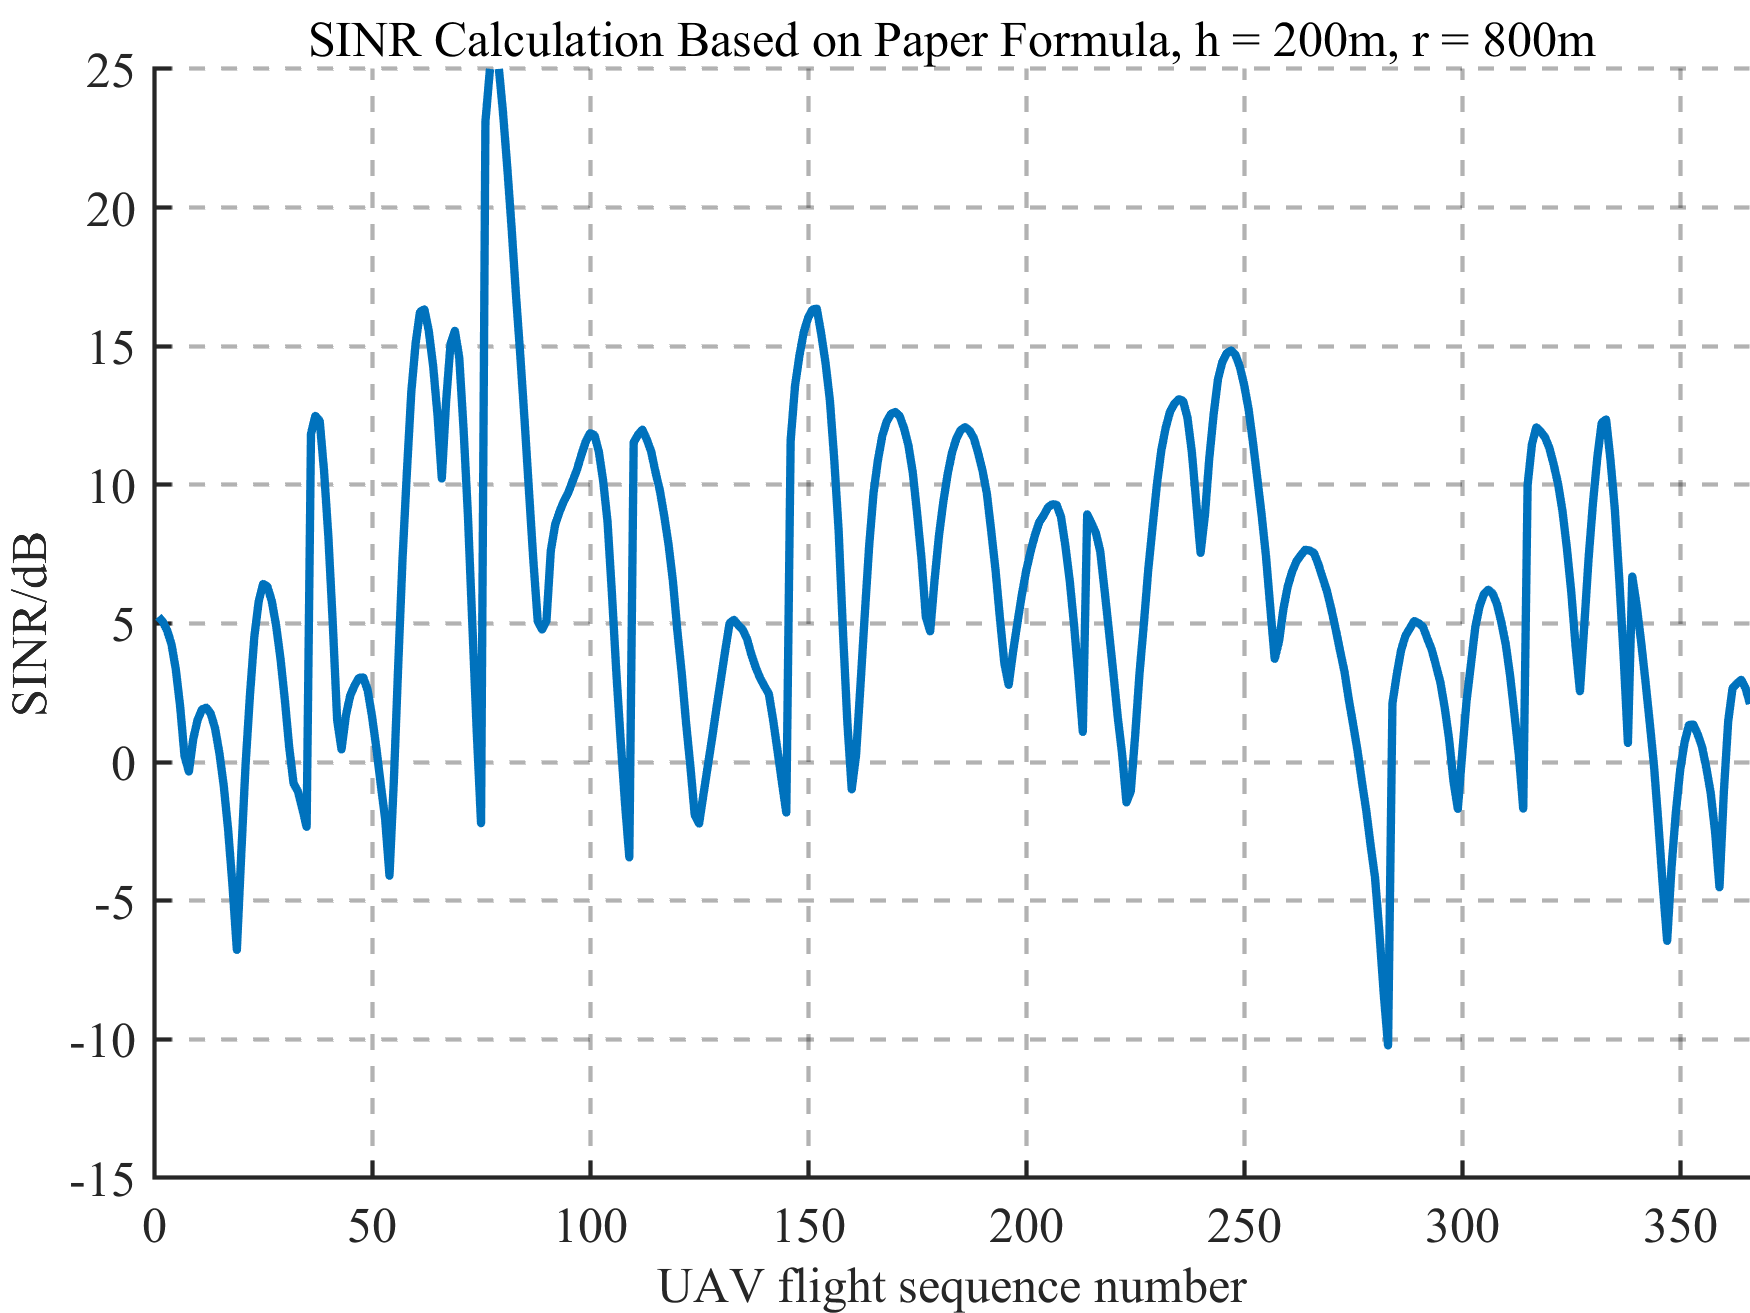 SINR Calculation Based on Paper Formula, h = 200m, r = 800m
25
20
15
10
5
0
-5
-10
-15
SINR/dB
0 50 100 150 200 250 300 350
UAV flight sequence number